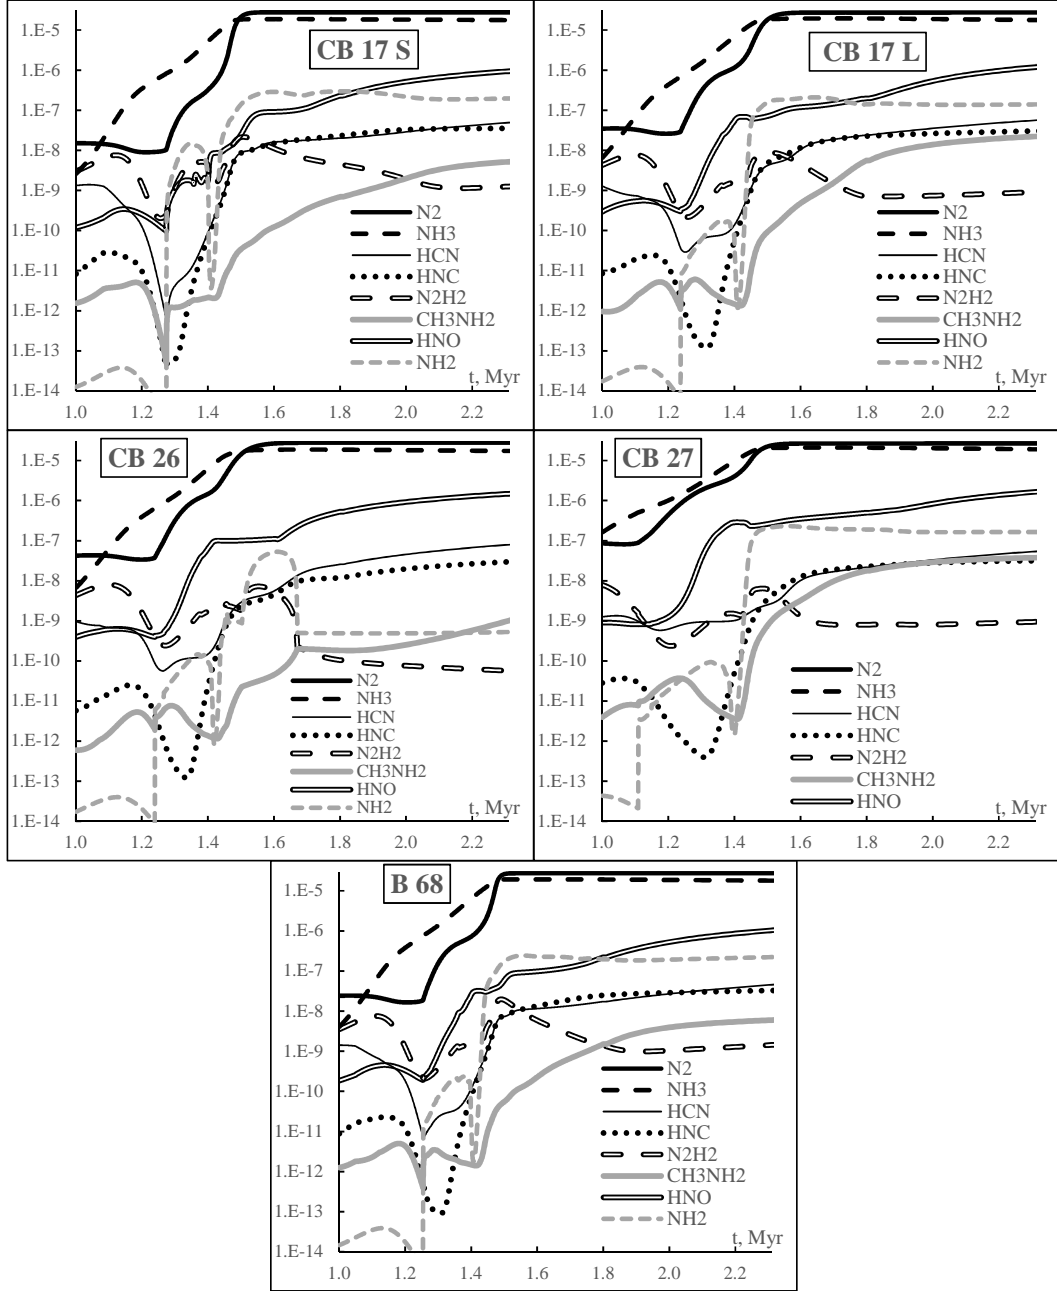 CB 17 S
1.E-5
1.E-6
1.E-7
1.E-8
1.E-9
1.E-10
1.E-11
1.E-12
1.E-13
1.E-14
N2
NH3
HCN
HNC
N2H2
CH3NH2
HNO
NH2
t, Myr
1.0 1.2 1.4 1.6 1.8 2.0 2.2
CB 17 L
1.E-5
1.E-6
1.E-7
1.E-8
1.E-9
1.E-10
1.E-11
1.E-12
1.E-13
1.E-14
N2
NH3
HCN
HNC
N2H2
CH3NH2
HNO
NH2
t, Myr
1.0 1.2 1.4 1.6 1.8 2.0 2.2
CB 26
1.E-5
1.E-6
1.E-7
1.E-8
1.E-9
1.E-10
1.E-11
1.E-12
1.E-13
1.E-14
N2
NH3
HCN
HNC
N2H2
CH3NH2
HNO
NH2
t, Myr
1.0 1.2 1.4 1.6 1.8 2.0 2.2
CB 27
1.E-5
1.E-6
1.E-7
1.E-8
1.E-9
1.E-10
1.E-11
1.E-12
1.E-13
1.E-14
N2
NH3
HCN
HNC
N2H2
CH3NH2
HNO
t, Myr
1.0 1.2 1.4 1.6 1.8 2.0 2.2
B 68
1.E-5
1.E-6
1.E-7
1.E-8
1.E-9
1.E-10
1.E-11
1.E-12
1.E-13
1.E-14
N2
NH3
HCN
HNC
N2H2
CH3NH2
HNO
NH2
t, Myr
1.0 1.2 1.4 1.6 1.8 2.0 2.2